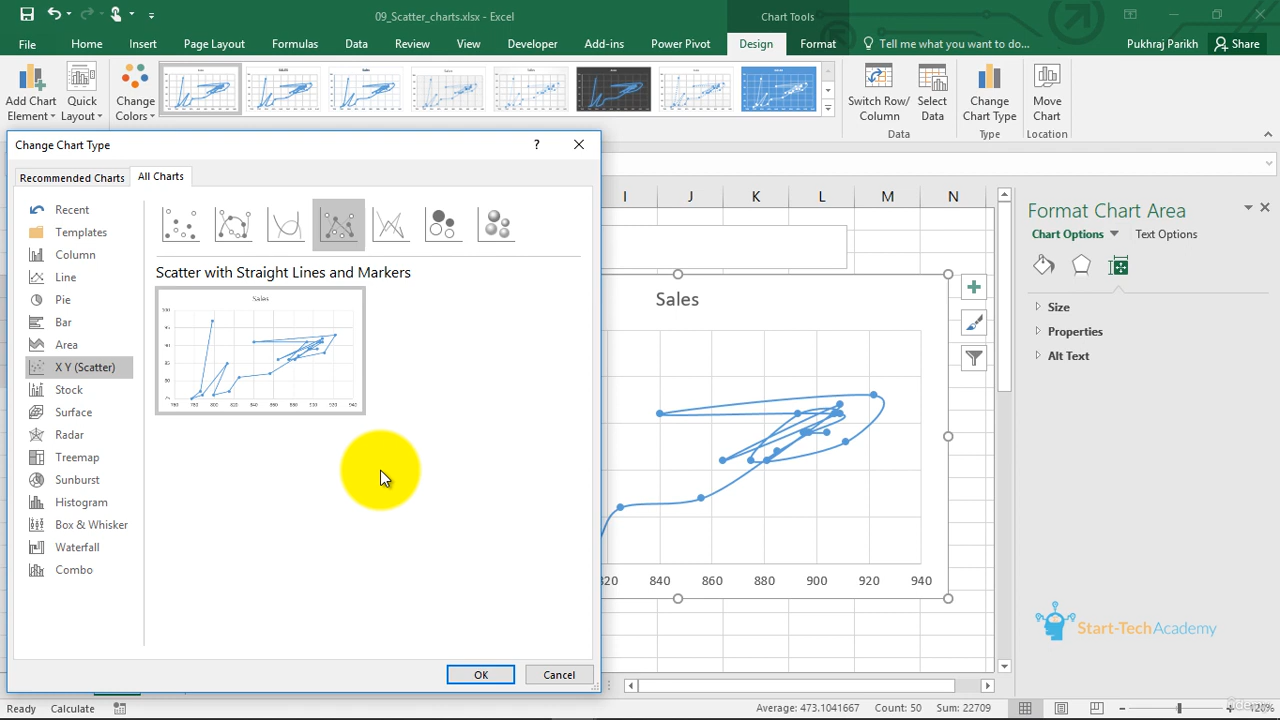 09_Scatter_charts.xlsx - Excel
Chart Tools
File
Home
Insert
Page Layout
Formulas
Data
Review
View
Developer
Add-ins
Power Pivot
Design
Format
Tell me what you want to do...
Pukhraj Parikh
Share
Add Chart
Element
Quick
Layout
Change
Colors
Switch Row/
Column
Select
Data
Change
Chart Type
Move
Chart
Data
Type
Location
Change Chart Type
?
Recommended Charts
All Charts
Recent
Templates
Column
Line
Pie
Bar
Area
X Y (Scatter)
Stock
Surface
Radar
Treemap
Sunburst
Histogram
Box & Whisker
Waterfall
Combo
Scatter with Straight Lines and Markers
Sales
OK
Cancel
I J K L M N
Sales
820 840 860 880 900 920 940
Format Chart Area
Chart Options
Text Options
Size
Properties
Alt Text
Start-Tech Academy
Ready
Calculate
Average: 473.1041667
Count: 50
Sum: 22709
120%